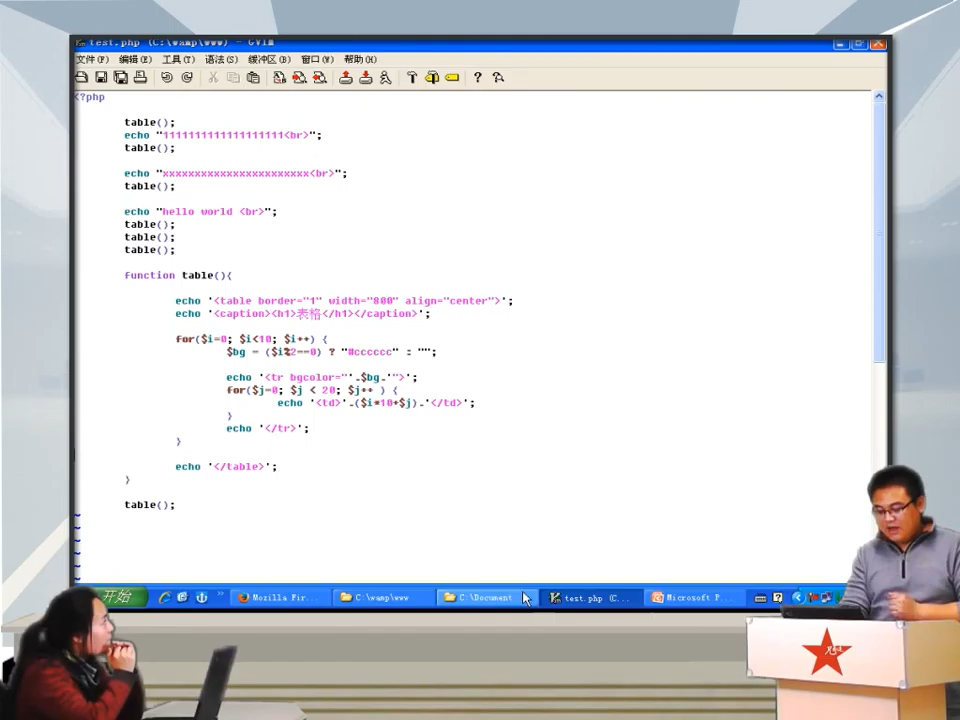 test.php (C:\wamp\www) - GVIM
文件(F) 编辑(E) 工具(T) 语法(S) 缓冲区(B) 窗口(W) 帮助(H)
<?php
table();
echo "1111111111111111111<br>";
table();
echo "xxxxxxxxxxxxxxxxxxxxxxx<br>";
table();
echo "hello world <br>";
table();
table();
table();
function table(){
echo '<table border="1" width="800" align="center">';
echo '<caption><h1>表格</h1></caption>';
for($i=0; $i<10; $i++) {
$bg = ($i%2==0) ? "#cccccc" : "";
echo '<tr bgcolor="'.$bg.'">';
for($j=0; $j < 20; $j++ ) {
echo '<td>'.($i*10+$j).'</td>';
}
echo '</tr>';
}
echo '</table>';
}
table();
~
~
~
~
~
~
开始 Mozilla Fir... C:\wamp\www C:\Document test.php (C... Microsoft P...